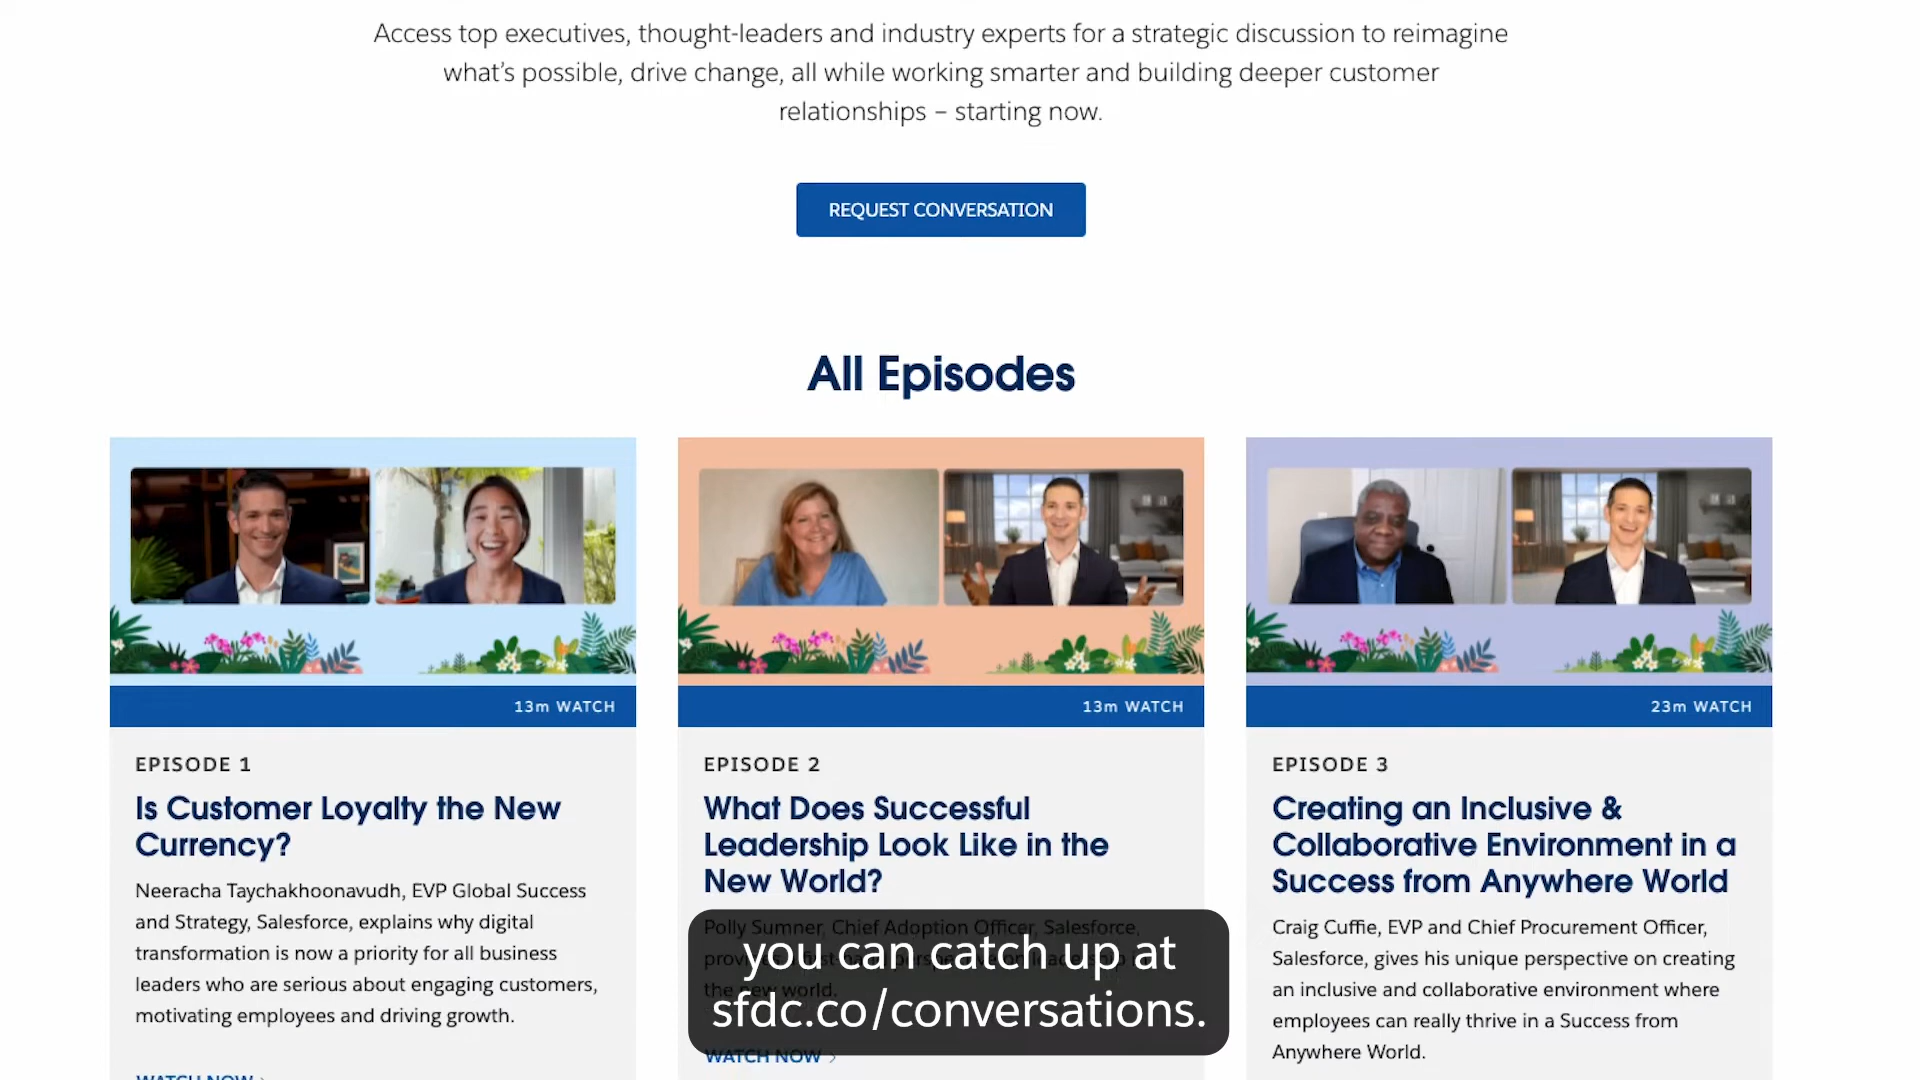 Access top executives, thought-leaders and industry experts for a strategic discussion to reimagine
what's possible, drive change, all while working smarter and building deeper customer
relationships – starting now.
REQUEST CONVERSATION
All Episodes
13m WATCH
EPISODE 1
Is Customer Loyalty the New
Currency?
Neeracha Taychakhoonavudh, EVP Global Success
and Strategy, Salesforce, explains why digital
transformation is now a priority for all business
leaders who are serious about engaging customers,
motivating employees and driving growth.
WATCH NOW >
13m WATCH
EPISODE 2
What Does Successful
Leadership Look Like in the
New World?
Polly Sumner, Chief Adoption Officer, Salesforce,
the new world.
WATCH NOW >
23m WATCH
EPISODE 3
Creating an Inclusive &
Collaborative Environment in a
Success from Anywhere World
Craig Cuffie, EVP and Chief Procurement Officer,
Salesforce, gives his unique perspective on creating
an inclusive and collaborative environment where
employees can really thrive in a Success from
Anywhere World.
you can catch up at
sfdc.co/conversations.